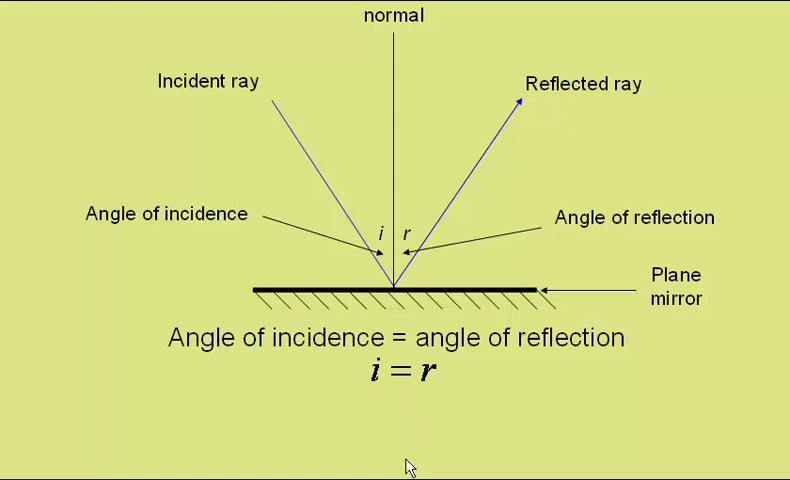 normal
Incident ray
Reflected ray
Angle of incidence
Angle of reflection
i
r
Plane
mirror
Angle of incidence = angle of reflection
i = r